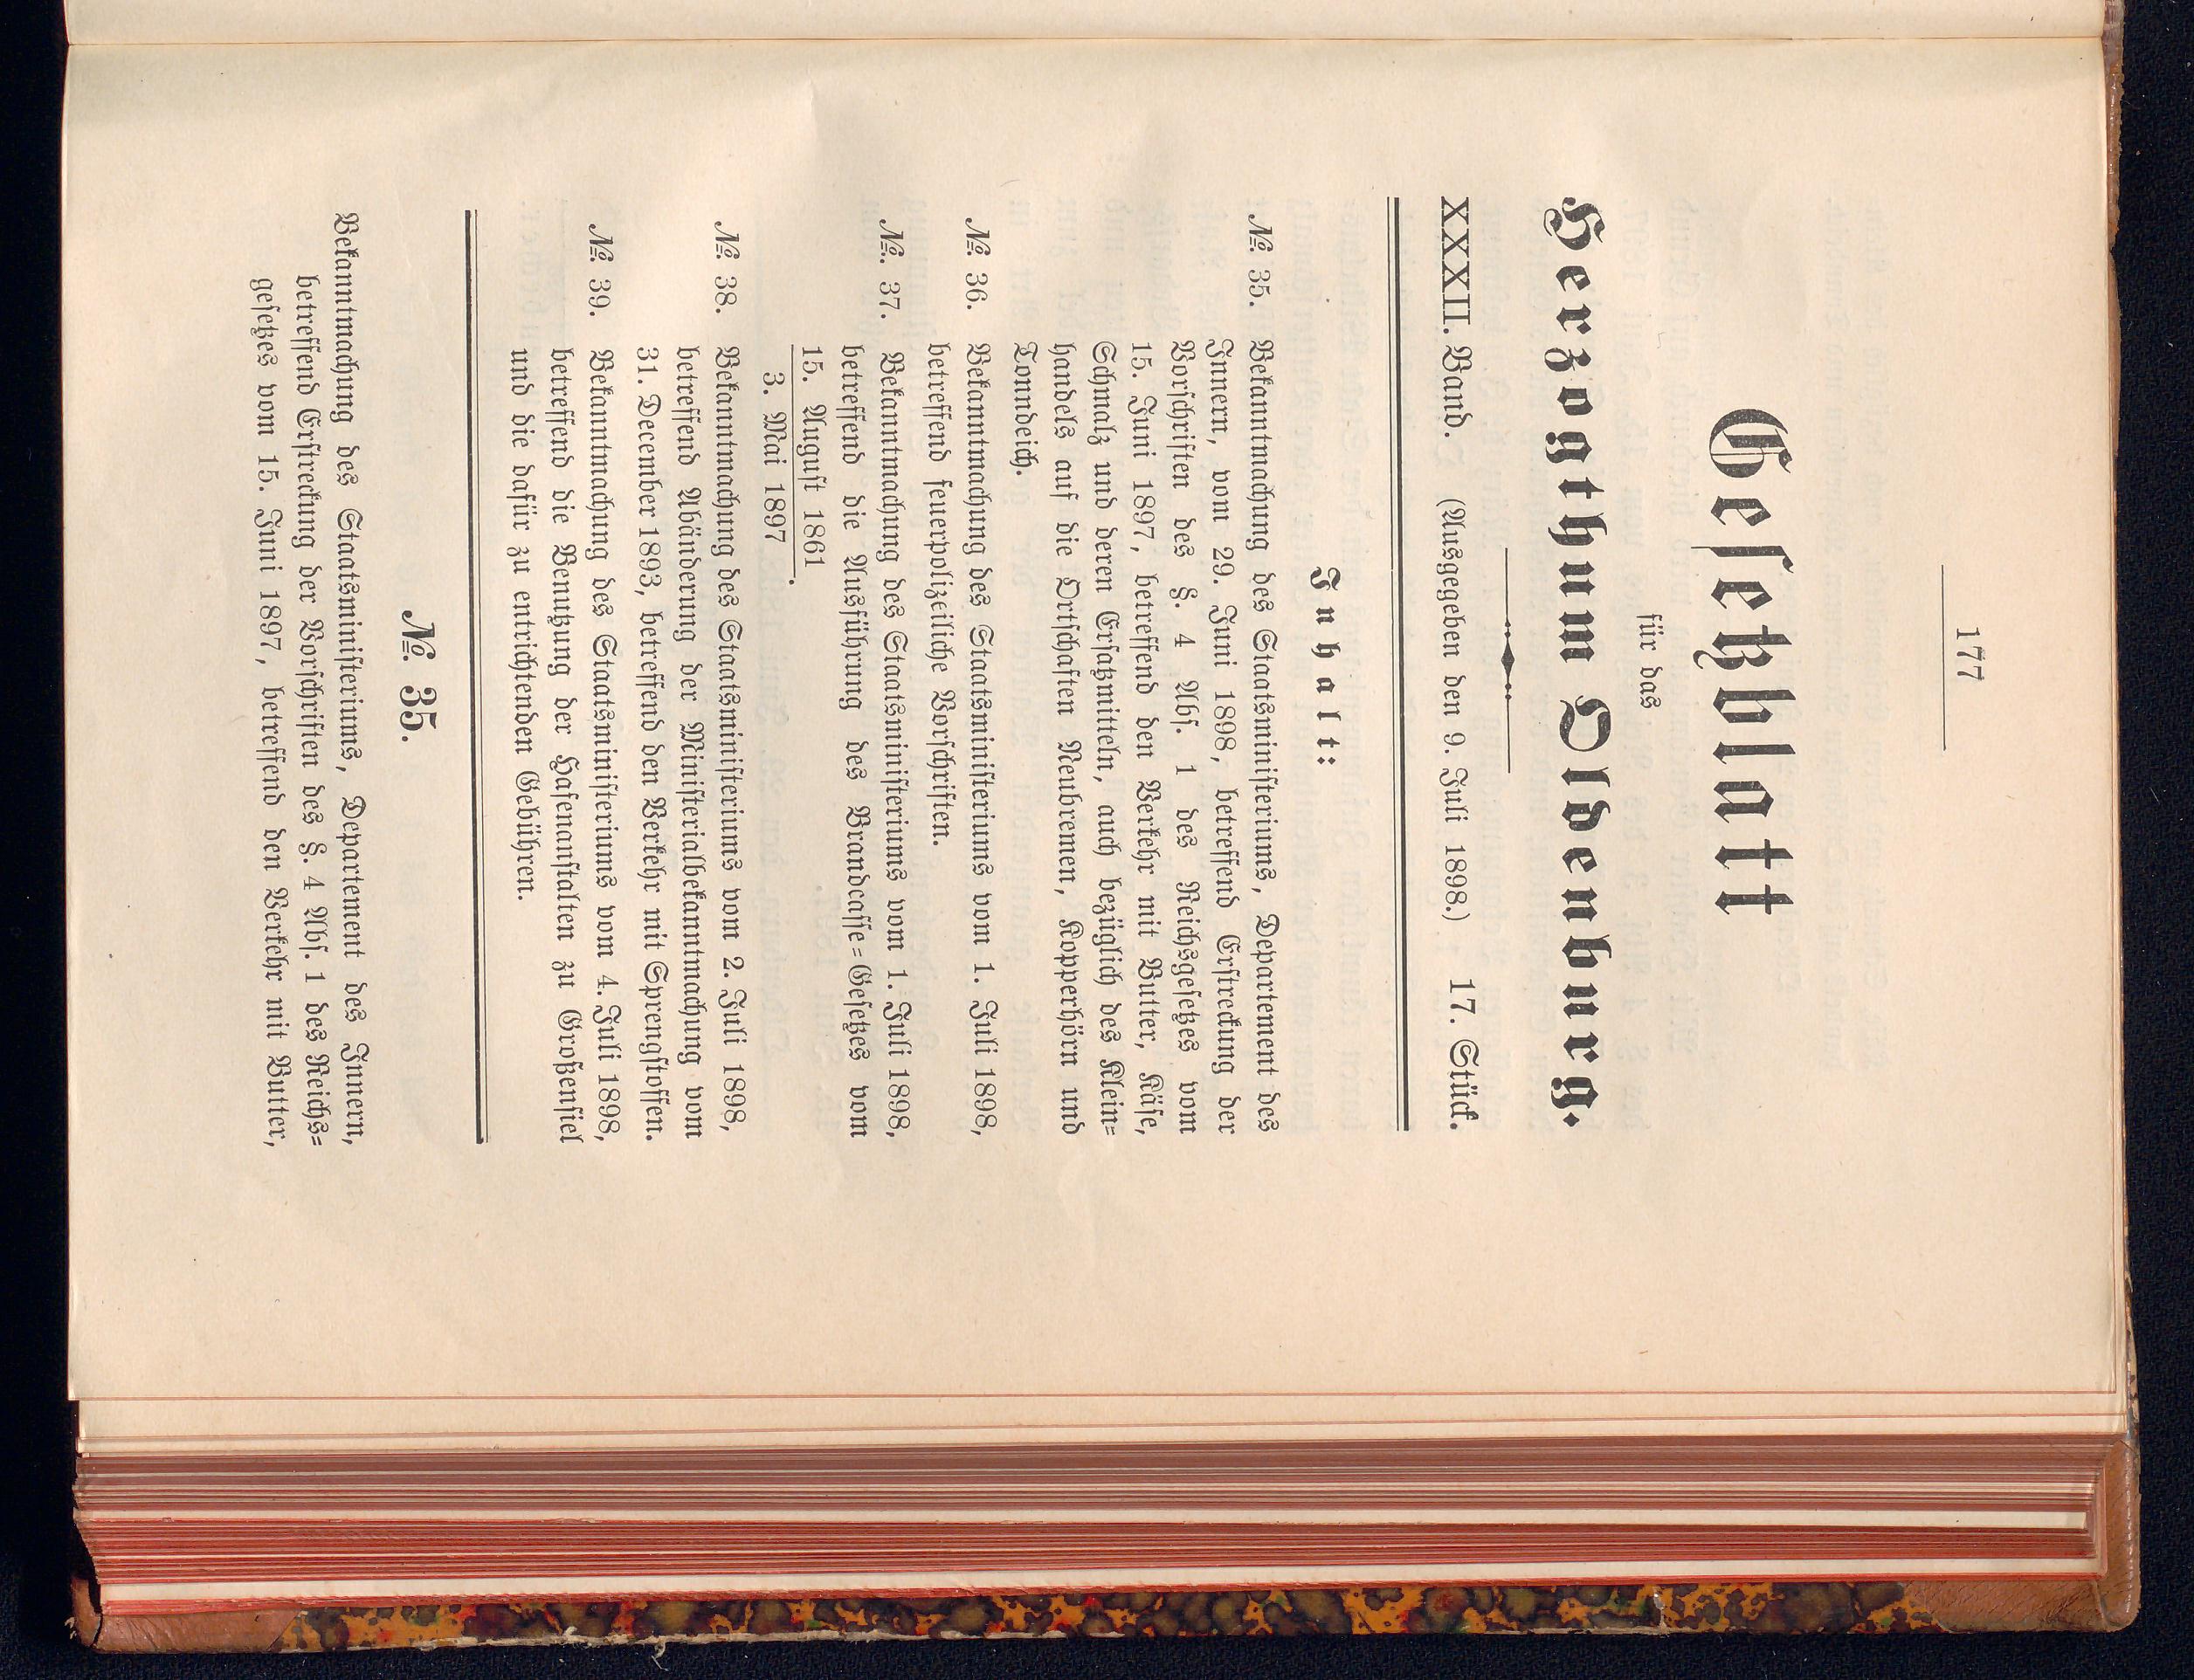 177
Gesetzblatt
für das
Herzogthum Oldenburg.
XXXII. Band. (Ausgegeben den 9. Juli 1898.) 17. Stück.
Inhalt:
№. 35. Bekanntmachung des Staatsministeriums, Departement des
Innern, vom 29. Juni 1898, betreffend Erstreckung der
Vorschriften des §. 4 Abs. 1 des Reichsgesetzes vom
15. Juni 1897, betreffend den Verkehr mit Butter, Käse,
Schmalz und deren Ersatzmitteln, auch bezüglich des Klein=
handels auf die Ortschaften Neubremen, Kopperhörn und
Tonndeich.
№. 36. Bekanntmachung des Staatsministeriums vom 1. Juli 1898,
betreffend feuerpolizeiliche Vorschriften.
№. 37. Bekanntmachung des Staatsministeriums vom 1. Juli 1898,
betreffend die Ausführung des Brandcasse=Gesetzes vom
15. August 1861
3. Mai 1897.
№. 38. Bekanntmachung des Staatsministeriums vom 2. Juli 1898,
betreffend Abänderung der Ministerialbekanntmachung vom
31. December 1893, betreffend den Verkehr mit Sprengstoffen.
№. 39. Bekanntmachung des Staatsministeriums vom 4. Juli 1898,
betreffend die Benutzung der Hafenanstalten zu Großensiel
und die dafür zu entrichtenden Gebühren.
№. 35.
Bekanntmachung des Staatsministeriums, Departement des Innern,
betreffend Erstreckung der Vorschriften des §. 4 Abs. 1 des Reichs=
gesetzes vom 15. Juni 1897, betreffend den Verkehr mit Butter,